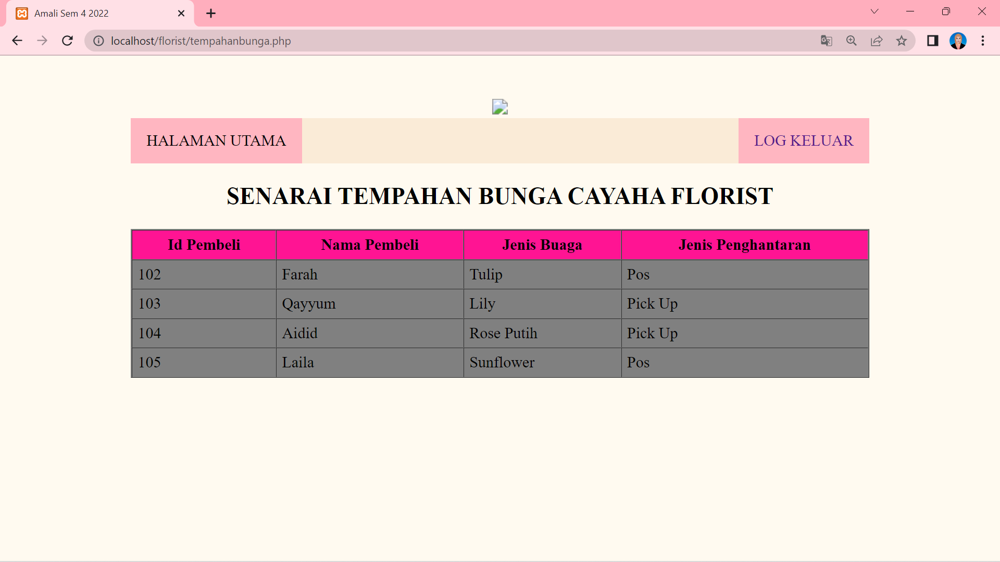 Amali Sem 4 2022
localhost/florist/tempahanbunga.php
HALAMAN UTAMA LOG KELUAR
SENARAI TEMPAHAN BUNGA CAYAHA FLORIST
Id Pembeli Nama Pembeli Jenis Buaga Jenis Penghantaran
102 Farah Tulip Pos
103 Qayyum Lily Pick Up
104 Aidid Rose Putih Pick Up
105 Laila Sunflower Pos